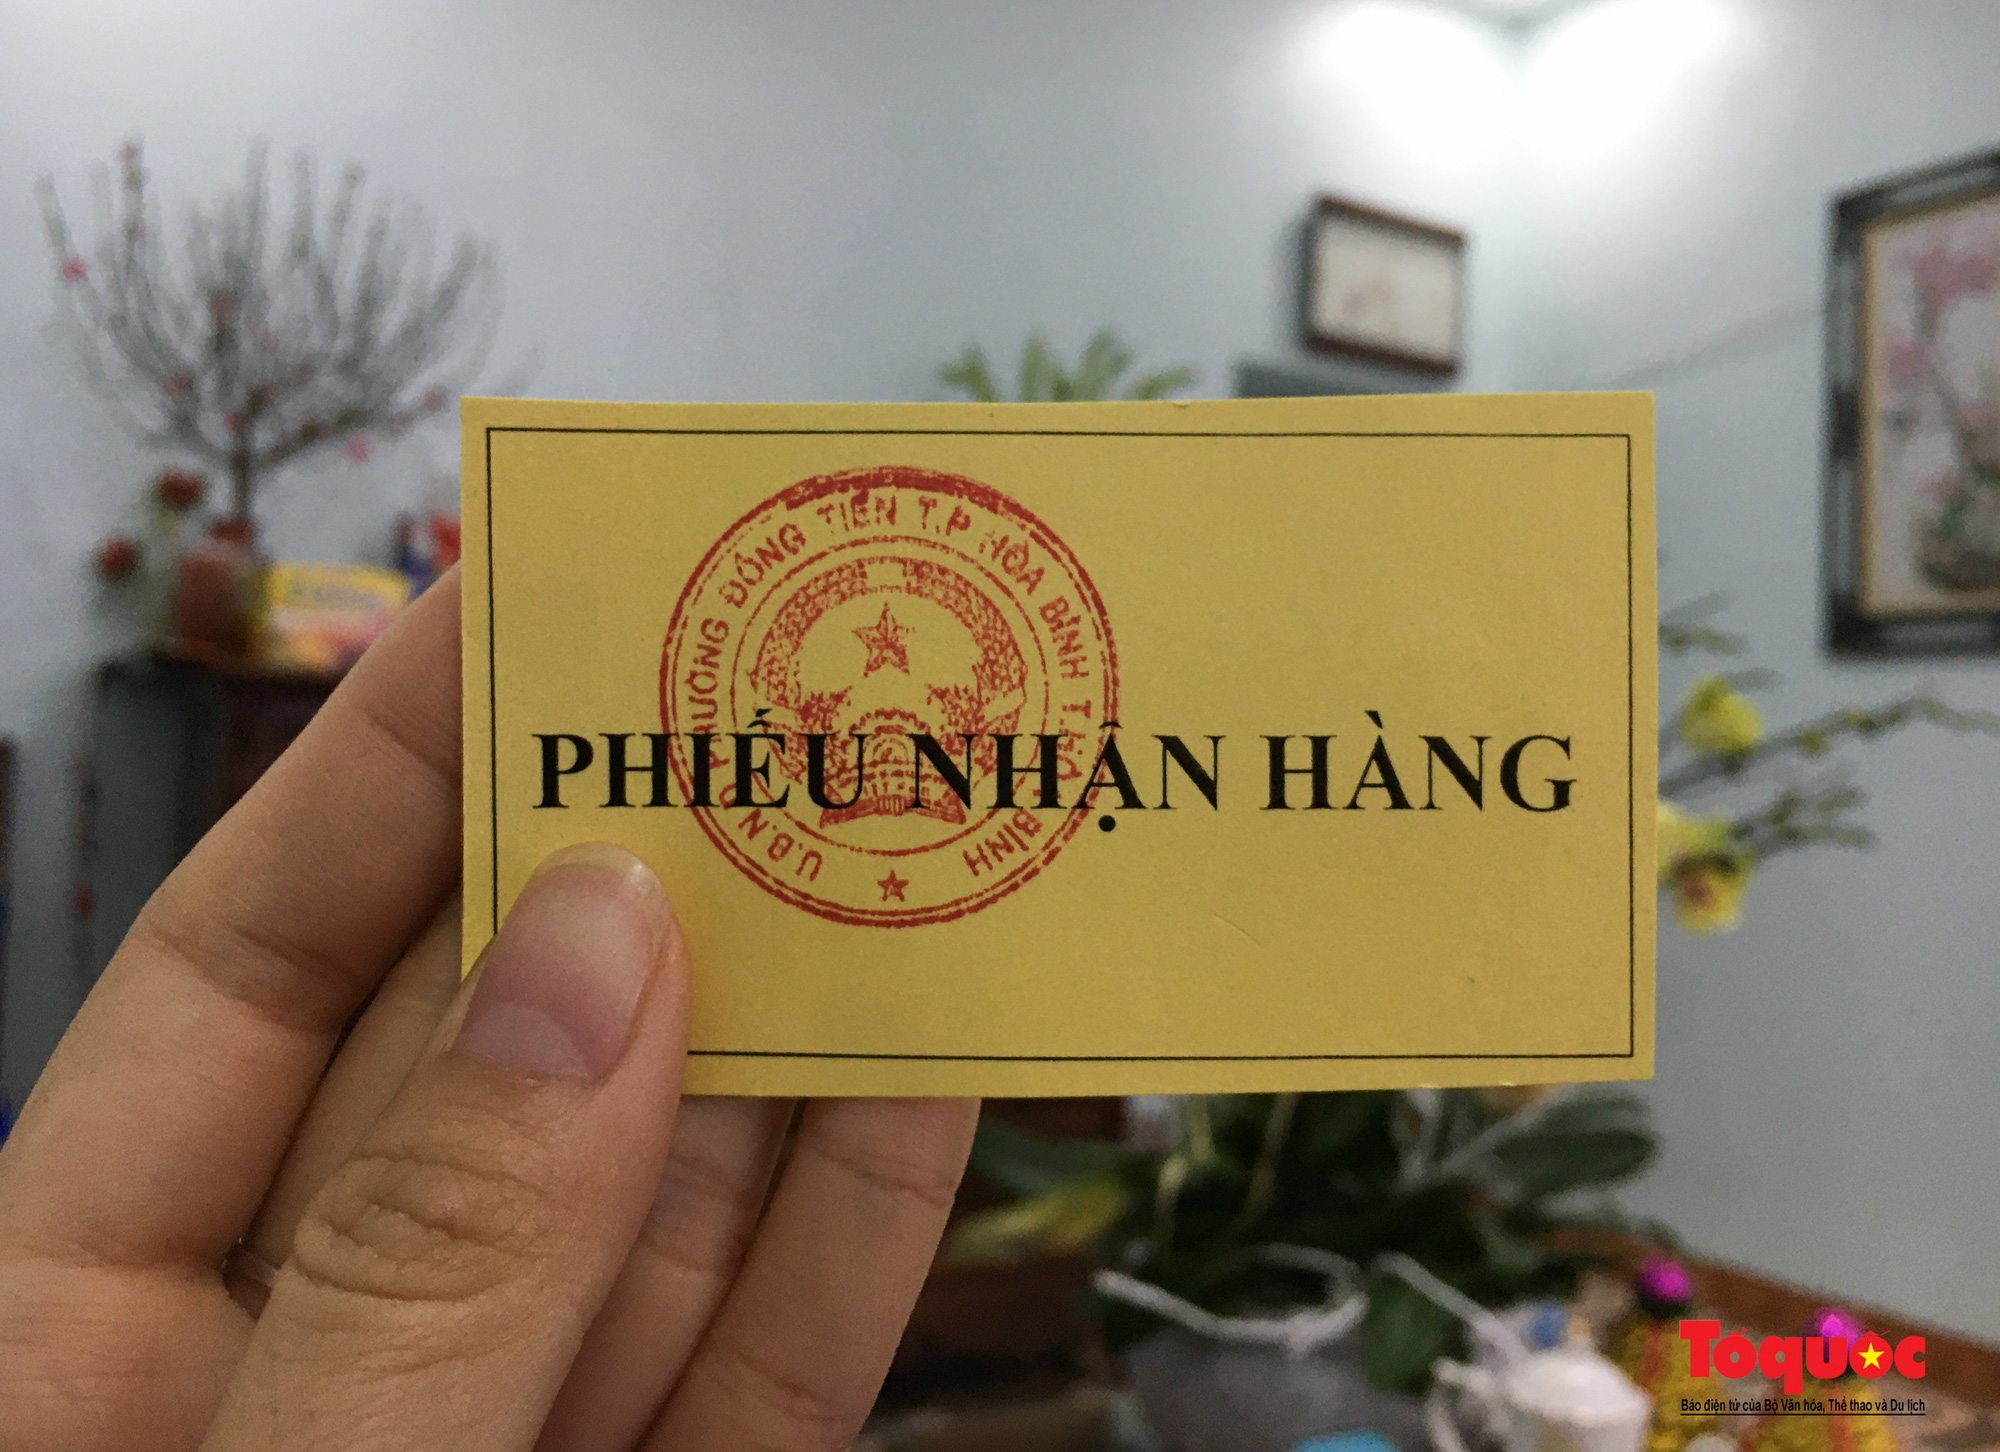 U.B.N.D PHƯỜNG ĐỒNG TIẾN T.P HÒA BÌNH T.HÒA BÌNH
PHIẾU NHẬN HÀNG
Tổquốc
Báo điện tử của Bộ Văn hóa, Thể thao và Du lịch